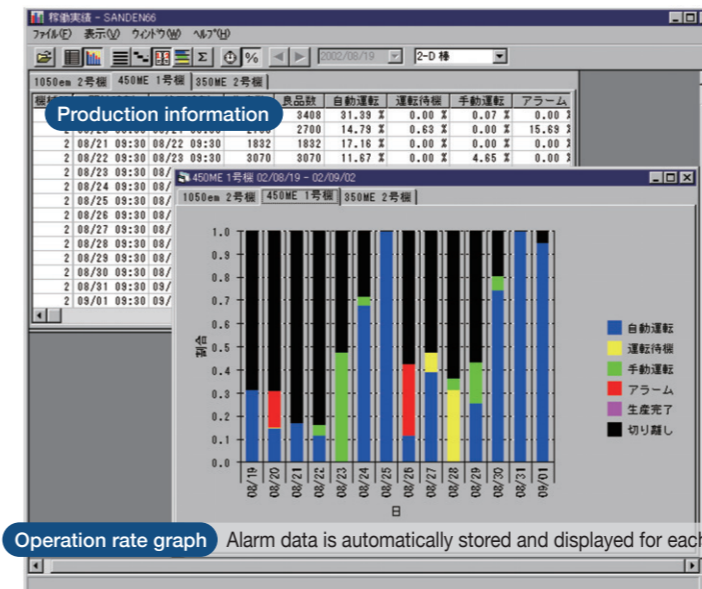 稼働実績 - SANDEN66
ﾌｧｲﾙ(F) 表示(V) ｳｨﾝﾄﾞｳ(W) ﾍﾙﾌﾟ(H)
Σ % 2002/08/19 2-D 棒
1050em 2号機 450ME 1号機 350ME 2号機
良品数 自動運転 運転待機 手動運転 アラーム
Production information
3408 31.39 % 0.00 % 0.07 % 0.00 %
2700 14.79 % 0.63 % 0.00 % 15.69 %
2 08/21 09:30 08/22 09:30 1832 1832 17.16 % 0.00 % 0.00 % 0.00 %
2 08/22 09:30 08/23 09:30 3070 3070 11.67 % 0.00 % 4.65 % 0.00 %
2 08/23 09:30 08/
2 08/24 09:30 08/
2 08/25 09:30 08/
2 08/26 09:30 08/
2 08/27 09:30 08/
2 08/28 09:30 08/
2 08/29 09:30 08/
2 08/30 09:30 08/
2 08/31 09:30 09/
2 09/01 09:30 09/
450ME 1号機 02/08/19 - 02/09/02
1050em 2号機 450ME 1号機 350ME 2号機
1.0
0.9
0.8
0.7
0.6
0.5
0.4
0.3
0.2
0.1
0.0
割合
08/19 08/20 08/21 08/22 08/23 08/24 08/25 08/26 08/27 08/28 08/29 08/30 08/31 09/01
日
自動運転
運転待機
手動運転
アラーム
生産完了
切り離し
Operation rate graph Alarm data is automatically stored and displayed for each